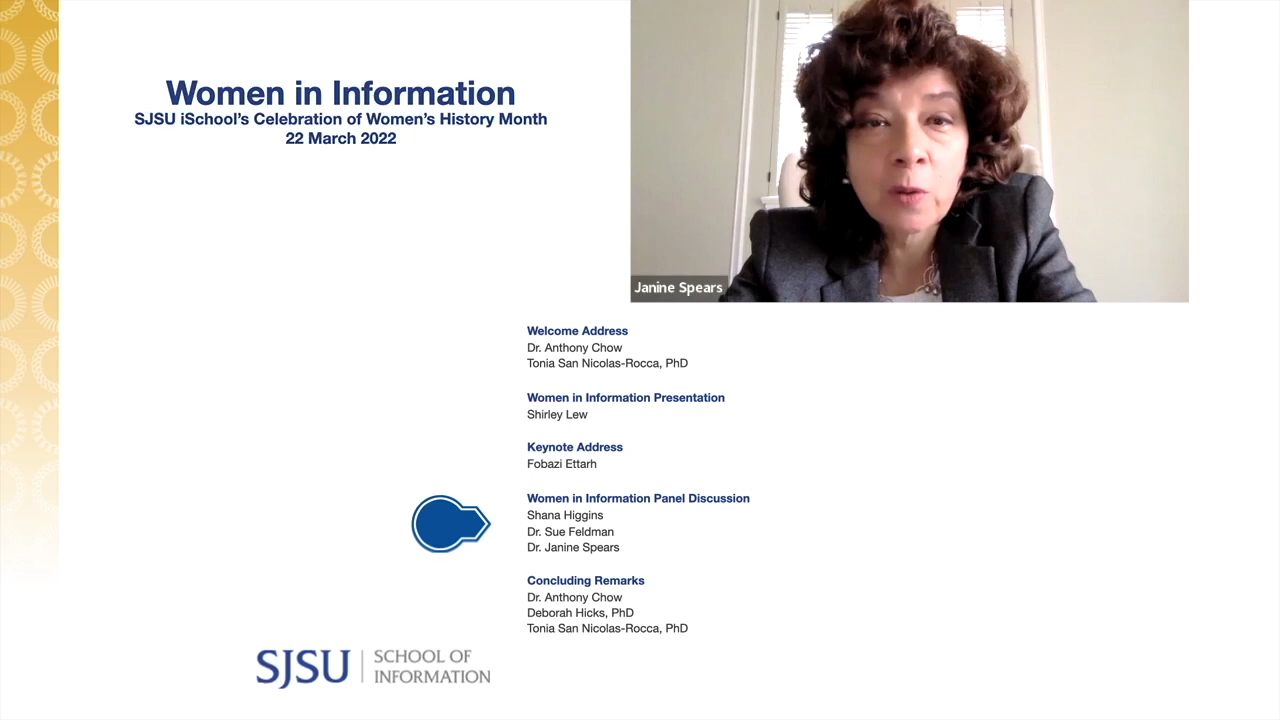 Women in Information
SJSU iSchool’s Celebration of Women’s History Month
22 March 2022
Janine Spears
Welcome Address
Dr. Anthony Chow
Tonia San Nicolas-Rocca, PhD
Women in Information Presentation
Shirley Lew
Keynote Address
Fobazi Ettarh
Women in Information Panel Discussion
Shana Higgins
Dr. Sue Feldman
Dr. Janine Spears
Concluding Remarks
Dr. Anthony Chow
Deborah Hicks, PhD
Tonia San Nicolas-Rocca, PhD
SJSU
SCHOOL OF
INFORMATION